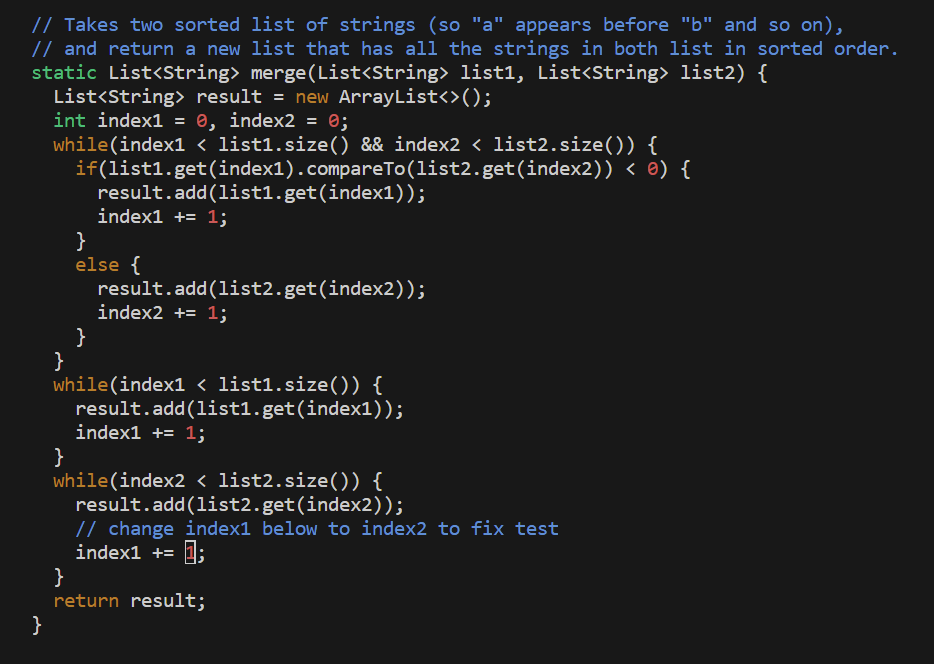 // Takes two sorted list of strings (so "a" appears before "b" and so on),
// and return a new list that has all the strings in both list in sorted order.
static List<String> merge(List<String> list1, List<String> list2) {
  List<String> result = new ArrayList<>();
  int index1 = 0, index2 = 0;
  while(index1 < list1.size() && index2 < list2.size()) {
    if(list1.get(index1).compareTo(list2.get(index2)) < 0) {
      result.add(list1.get(index1));
      index1 += 1;
    }
    else {
      result.add(list2.get(index2));
      index2 += 1;
    }
  }
  while(index1 < list1.size()) {
    result.add(list1.get(index1));
    index1 += 1;
  }
  while(index2 < list2.size()) {
    result.add(list2.get(index2));
    // change index1 below to index2 to fix test
    index1 += 1;
  }
  return result;
}